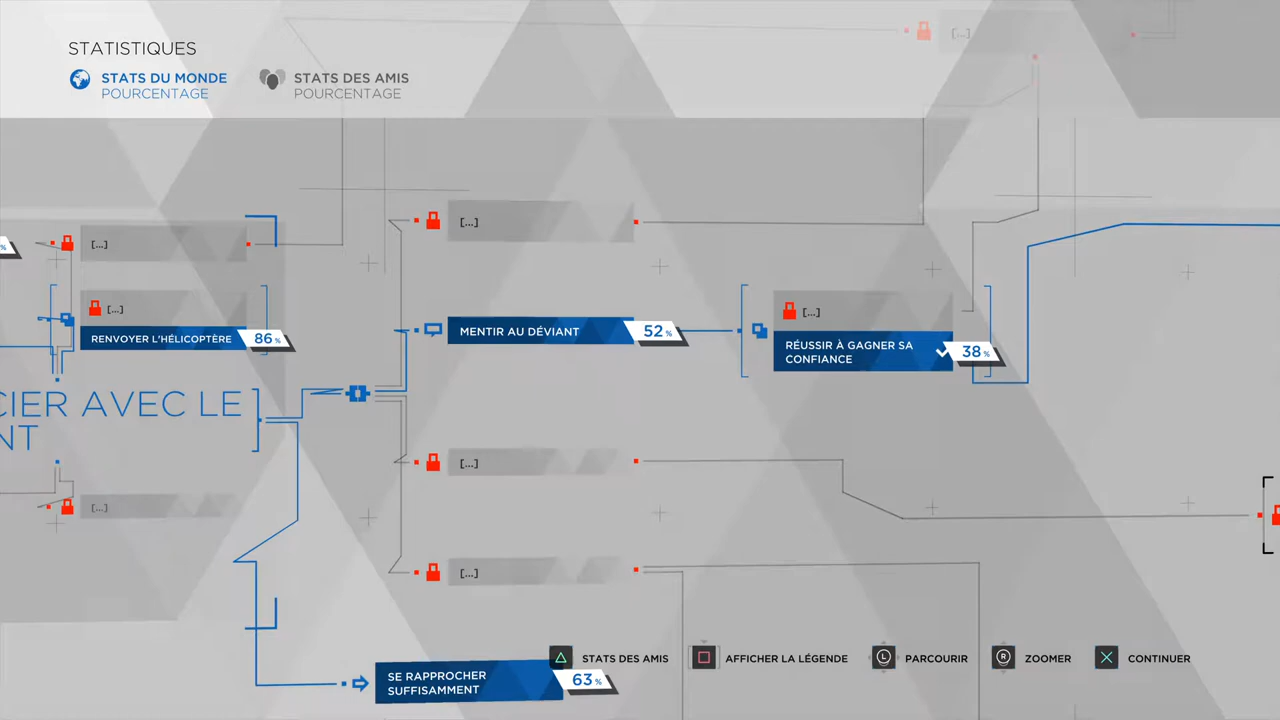 STATISTIQUES
STATS DU MONDE
POURCENTAGE
STATS DES AMIS
POURCENTAGE
[...]
[...]
%
[...]
[...]
[...]
RENVOYER L'HÉLICOPTÈRE 86%
MENTIR AU DÉVIANT 52%
RÉUSSIR À GAGNER SA
CONFIANCE
38%
CIER AVEC LE
NT
[...]
[...]
[...]
SE RAPPROCHER
SUFFISAMMENT
63%
STATS DES AMIS
AFFICHER LA LÉGENDE
L PARCOURIR
R ZOOMER
CONTINUER